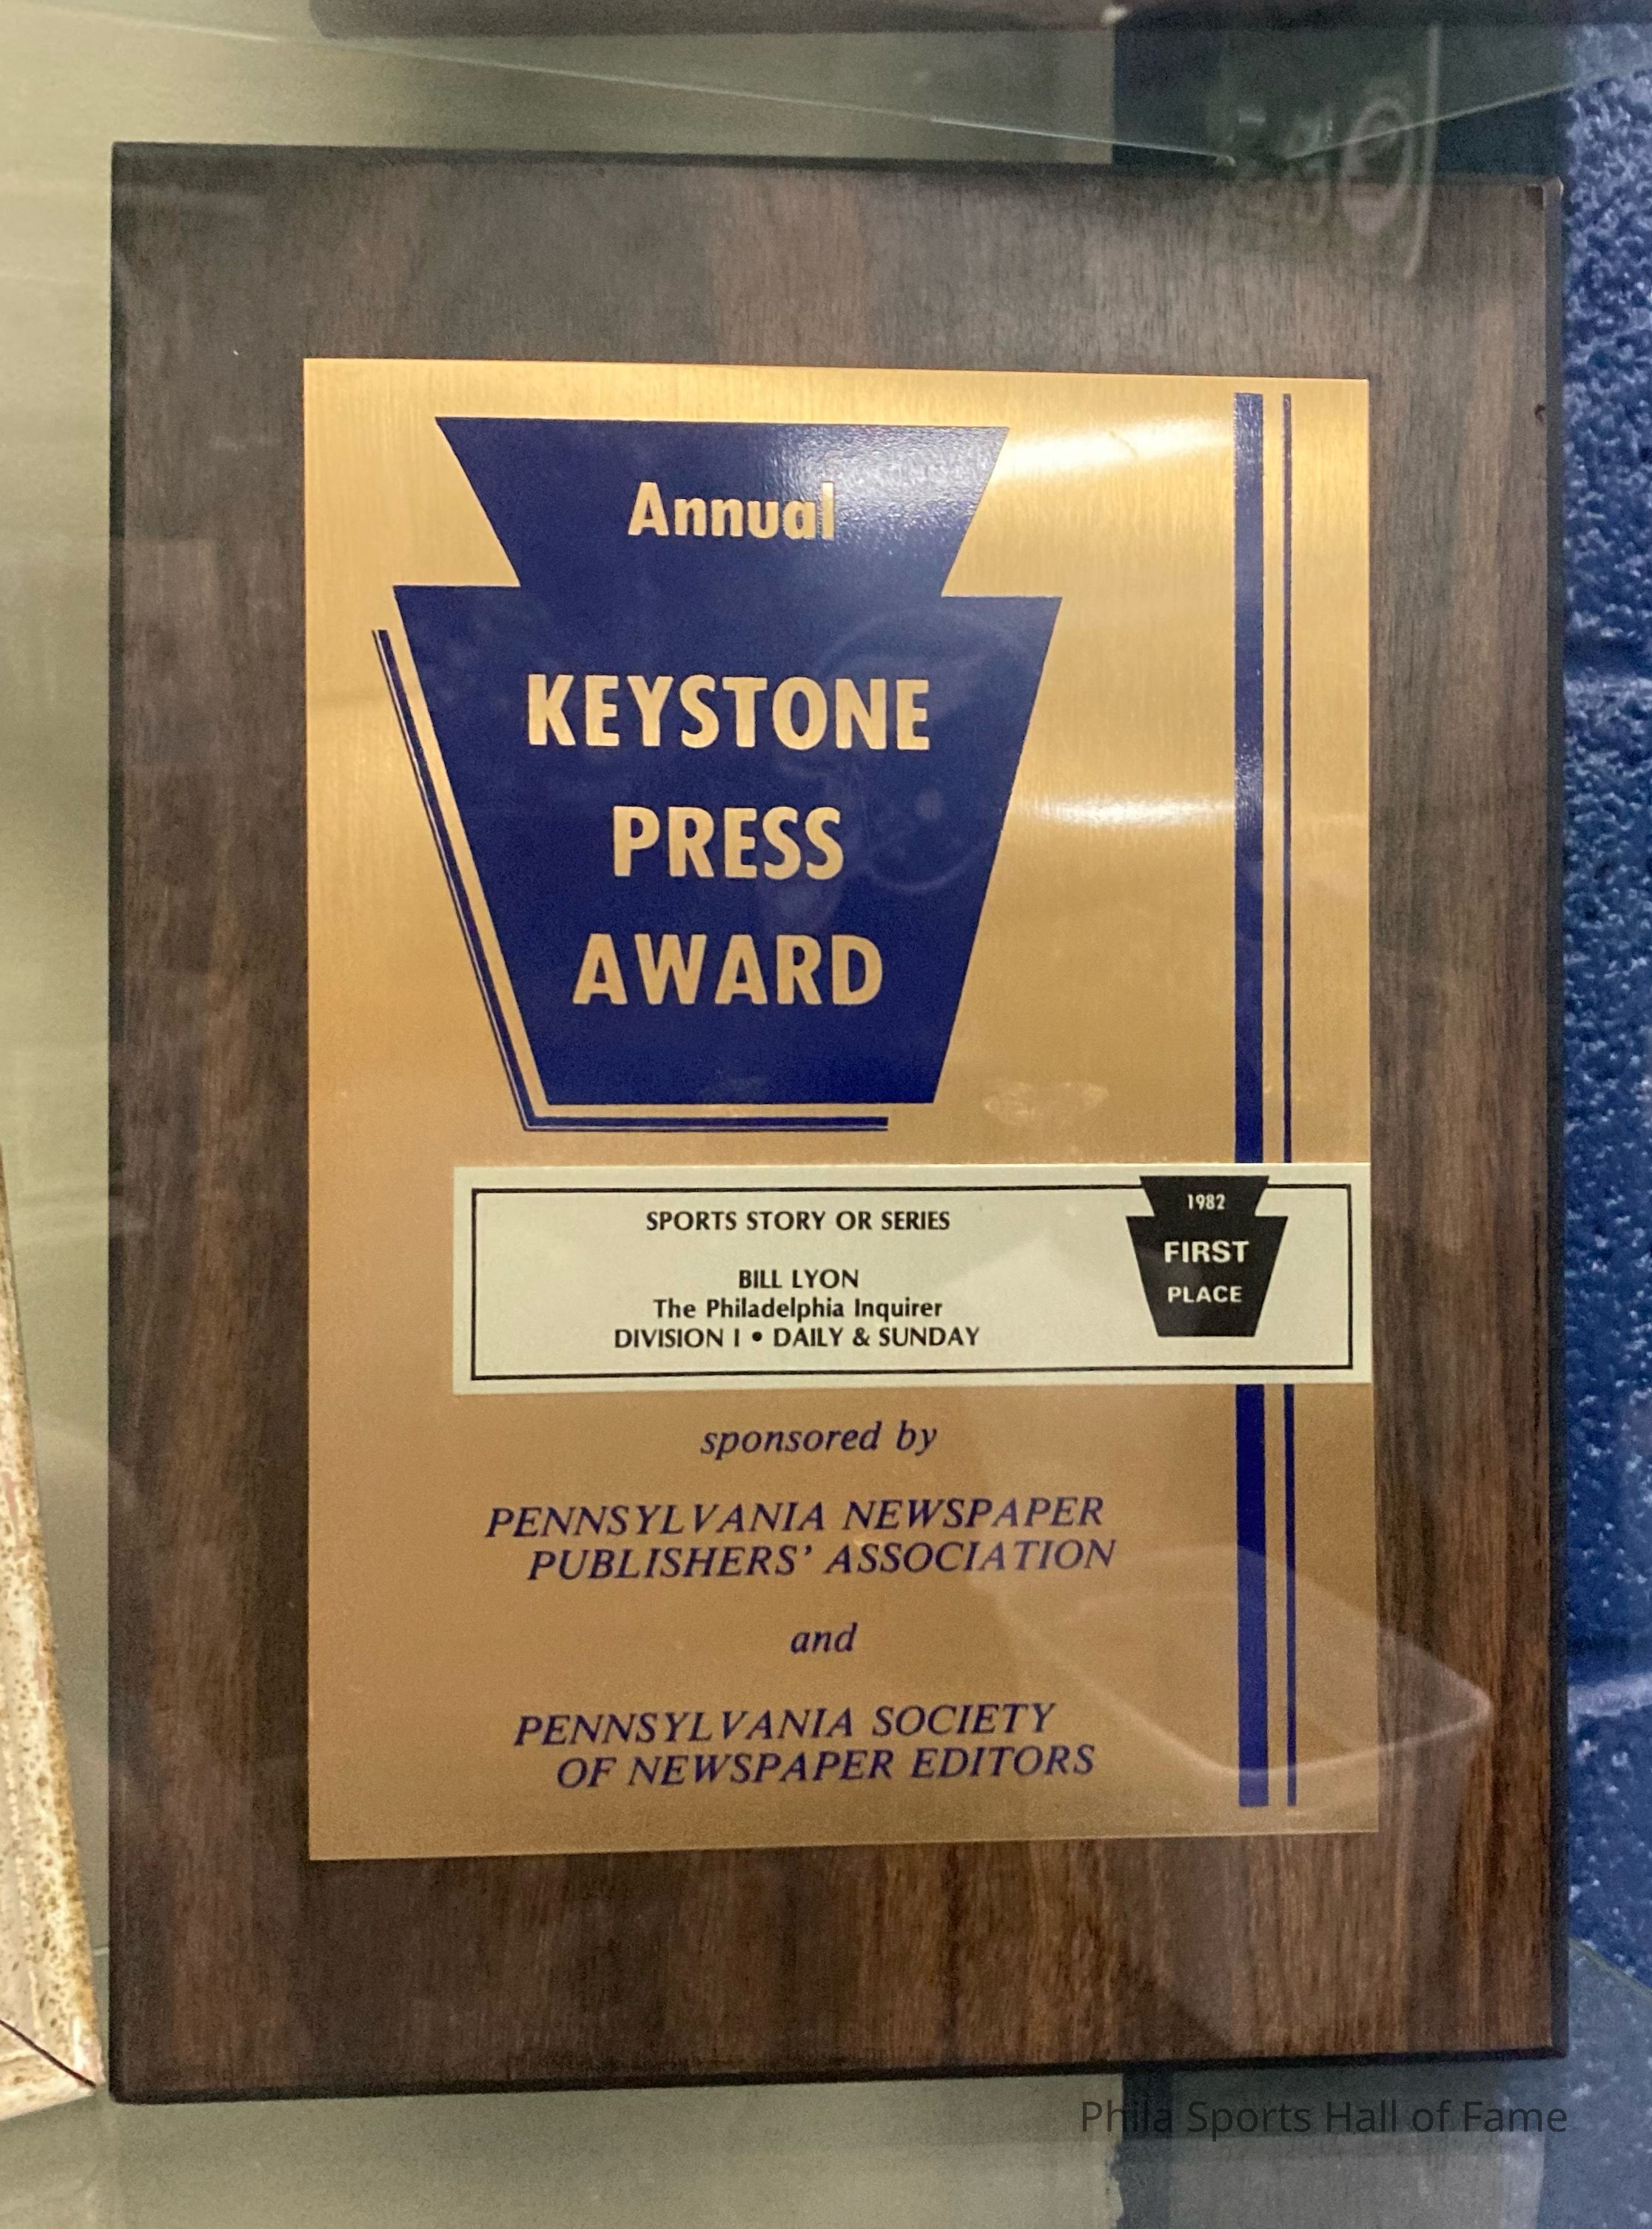 Annual
KEYSTONE
PRESS
AWARD
SPORTS STORY OR SERIES
BILL LYON
The Philadelphia Inquirer
DIVISION I • DAILY & SUNDAY
1982
FIRST
PLACE
sponsored by
PENNSYLVANIA NEWSPAPER
PUBLISHERS' ASSOCIATION
and
PENNSYLVANIA SOCIETY
OF NEWSPAPER EDITORS
Phila Sports Hall of Fame